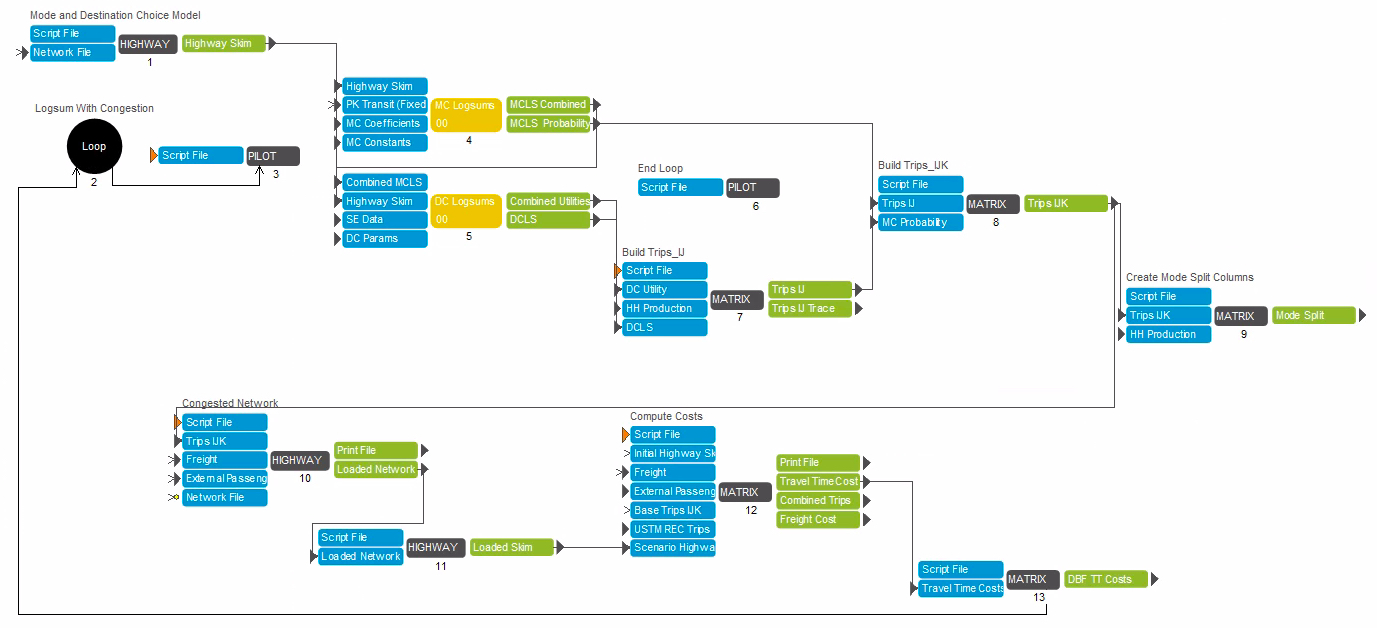 Mode and Destination Choice Model
Script File
Network File
HIGHWAY
1
Highway Skim
Logsum With Congestion
Loop
2
Script File
PILOT
3
Highway Skim
PK Transit (Fixed
MC Coefficients
MC Constants
MC Logsums
00
4
MCLS Combined
MCLS Probability
Combined MCLS
Highway Skim
SE Data
DC Params
DC Logsums
00
5
Combined Utilities
DCLS
End Loop
Script File
PILOT
6
Build Trips_IJ
Script File
DC Utility
HH Production
DCLS
MATRIX
7
Trips IJ
Trips IJ Trace
Build Trips_IJK
Script File
Trips IJ
MC Probability
MATRIX
8
Trips IJK
Create Mode Split Columns
Script File
Trips IJK
HH Production
MATRIX
9
Mode Split
Congested Network
Script File
Trips IJK
Freight
External Passeng
Network File
HIGHWAY
10
Print File
Loaded Network
Script File
Loaded Network
HIGHWAY
11
Loaded Skim
Compute Costs
Script File
Initial Highway Sk
Freight
External Passeng
Base Trips IJK
USTM REC Trips
Scenario Highwa
MATRIX
12
Print File
Travel Time Cost
Combined Trips
Freight Cost
Script File
Travel Time Costs
MATRIX
13
DBF TT Costs